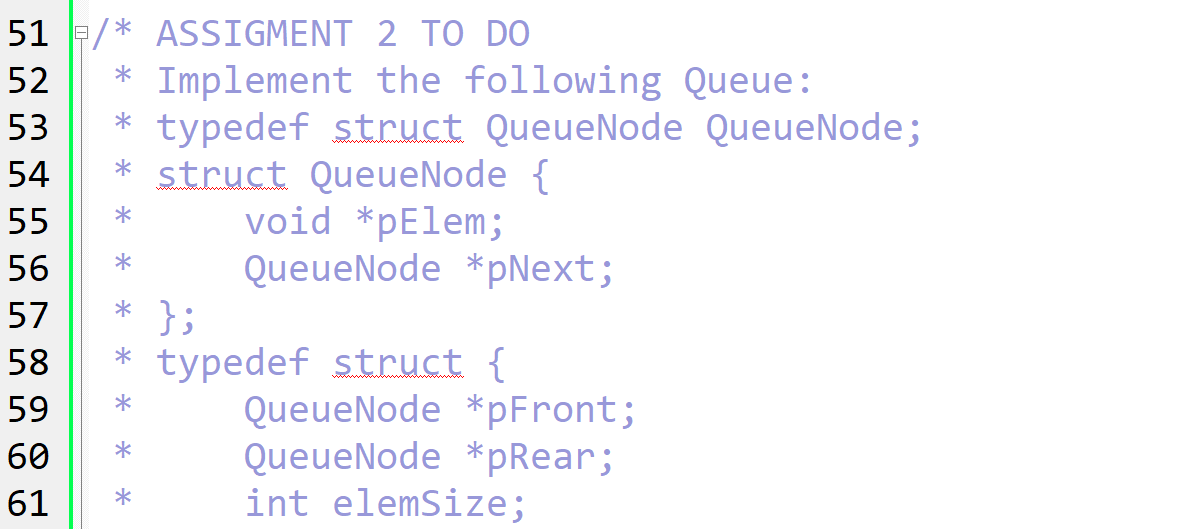 51 /* ASSIGMENT 2 TO DO
52 * Implement the following Queue:
53 * typedef struct QueueNode QueueNode;
54 * struct QueueNode {
55 *     void *pElem;
56 *     QueueNode *pNext;
57 * };
58 * typedef struct {
59 *     QueueNode *pFront;
60 *     QueueNode *pRear;
61 *     int elemSize;